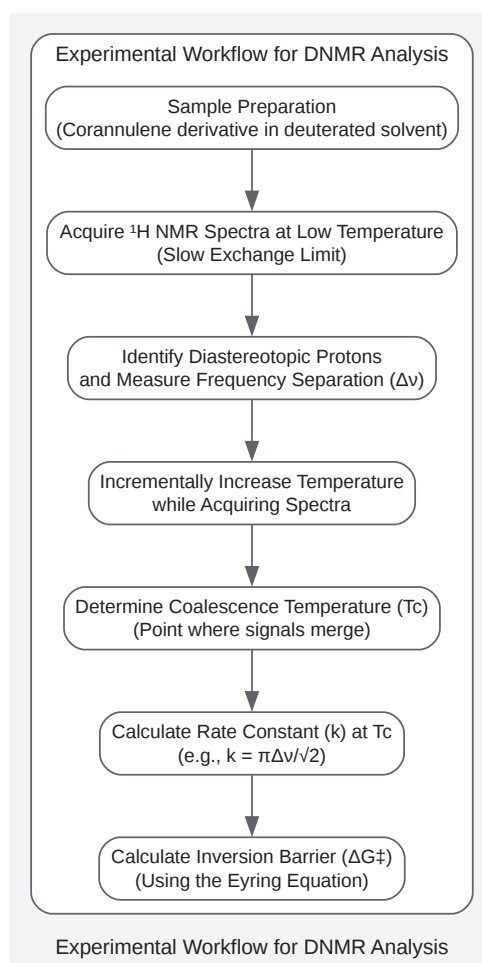 Experimental Workflow for DNMR Analysis
Sample Preparation
(Corannulene derivative in deuterated solvent)
Acquire ¹H NMR Spectra at Low Temperature
(Slow Exchange Limit)
Identify Diastereotopic Protons
and Measure Frequency Separation (Δν)
Incrementally Increase Temperature
while Acquiring Spectra
Determine Coalescence Temperature (Tc)
(Point where signals merge)
Calculate Rate Constant (k) at Tc
(e.g., k = πΔν/√2)
Calculate Inversion Barrier (ΔG‡)
(Using the Eyring Equation)
Experimental Workflow for DNMR Analysis